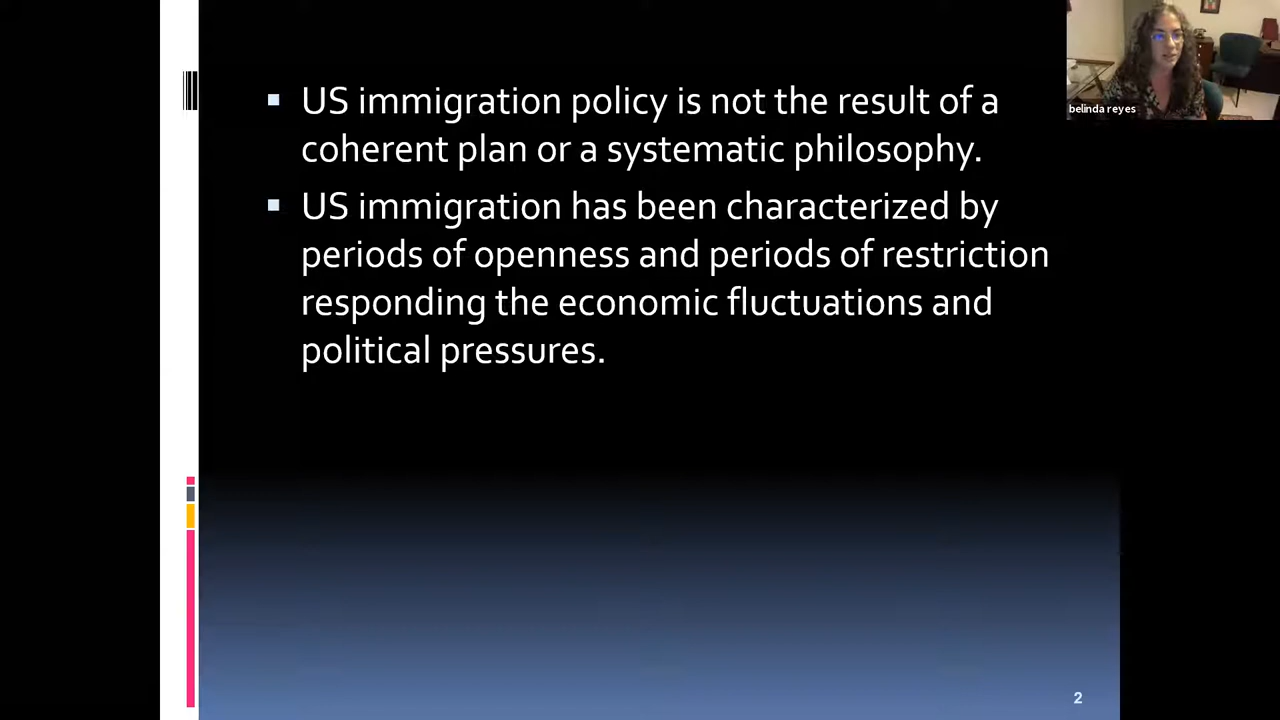 US immigration policy is not the result of a
coherent plan or a systematic philosophy.
US immigration has been characterized by
periods of openness and periods of restriction
responding the economic fluctuations and
political pressures.
belinda reyes
2